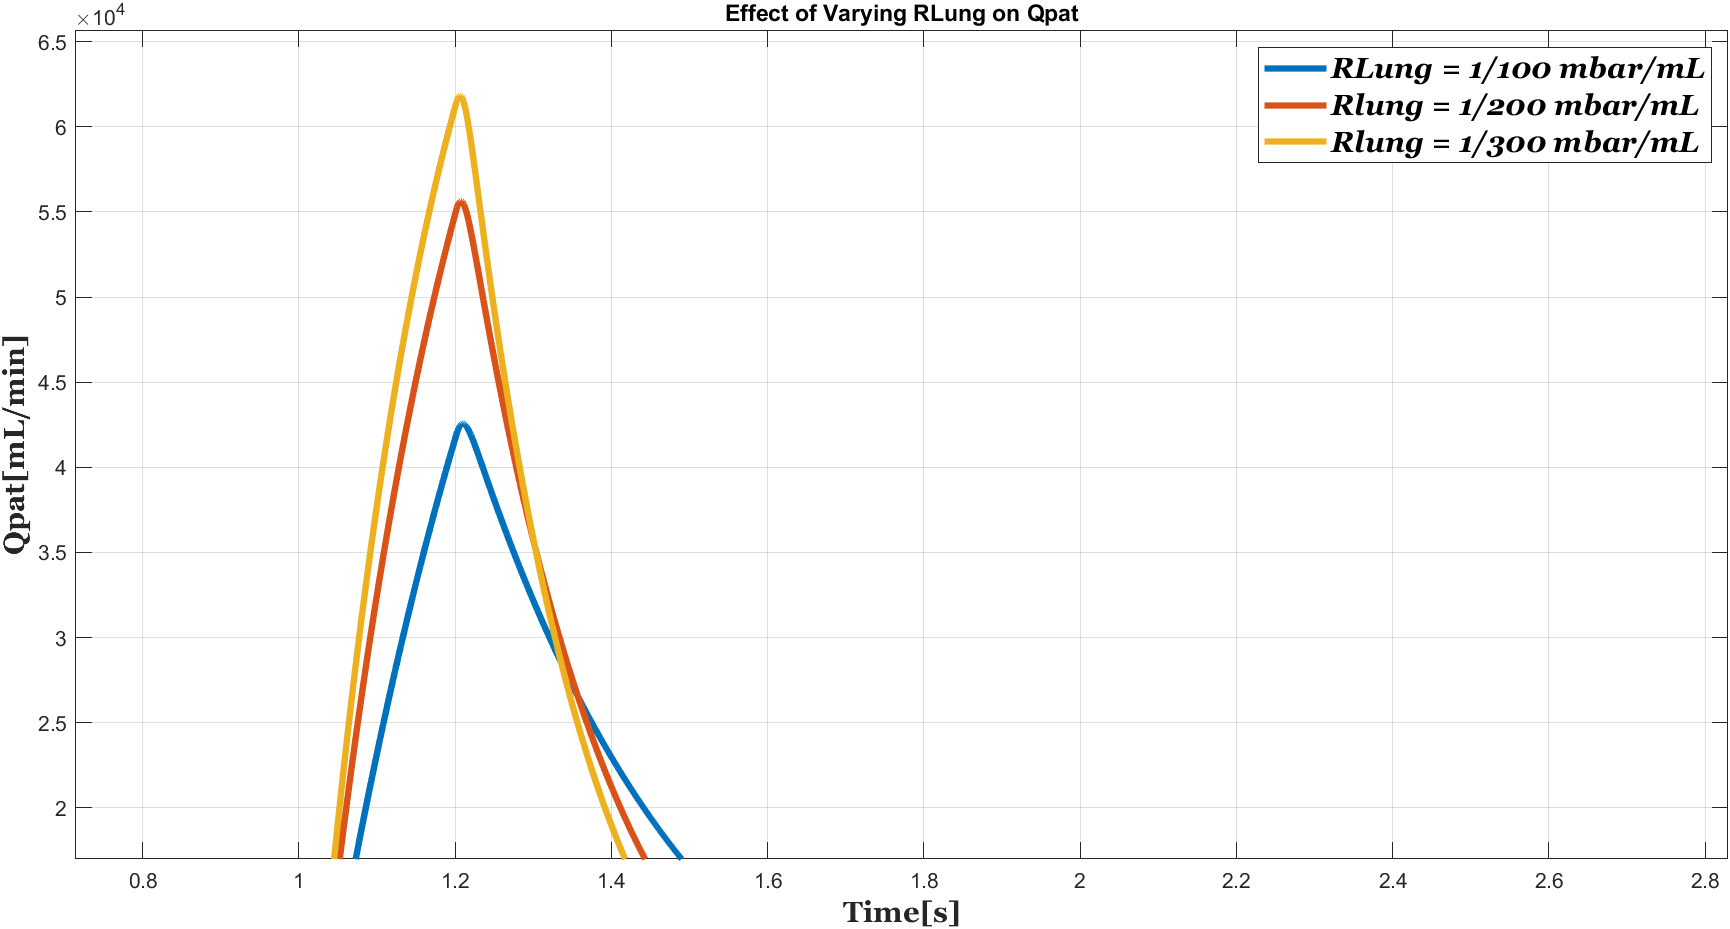 Effect of Varying RLung on Qpat
×10⁴
6.5
6
5.5
5
4.5
4
3.5
3
2.5
2
Qpat[mL/min]
RLung = 1/100 mbar/mL
Rlung = 1/200 mbar/mL
Rlung = 1/300 mbar/mL
0.8 1 1.2 1.4 1.6 1.8 2 2.2 2.4 2.6 2.8
Time[s]